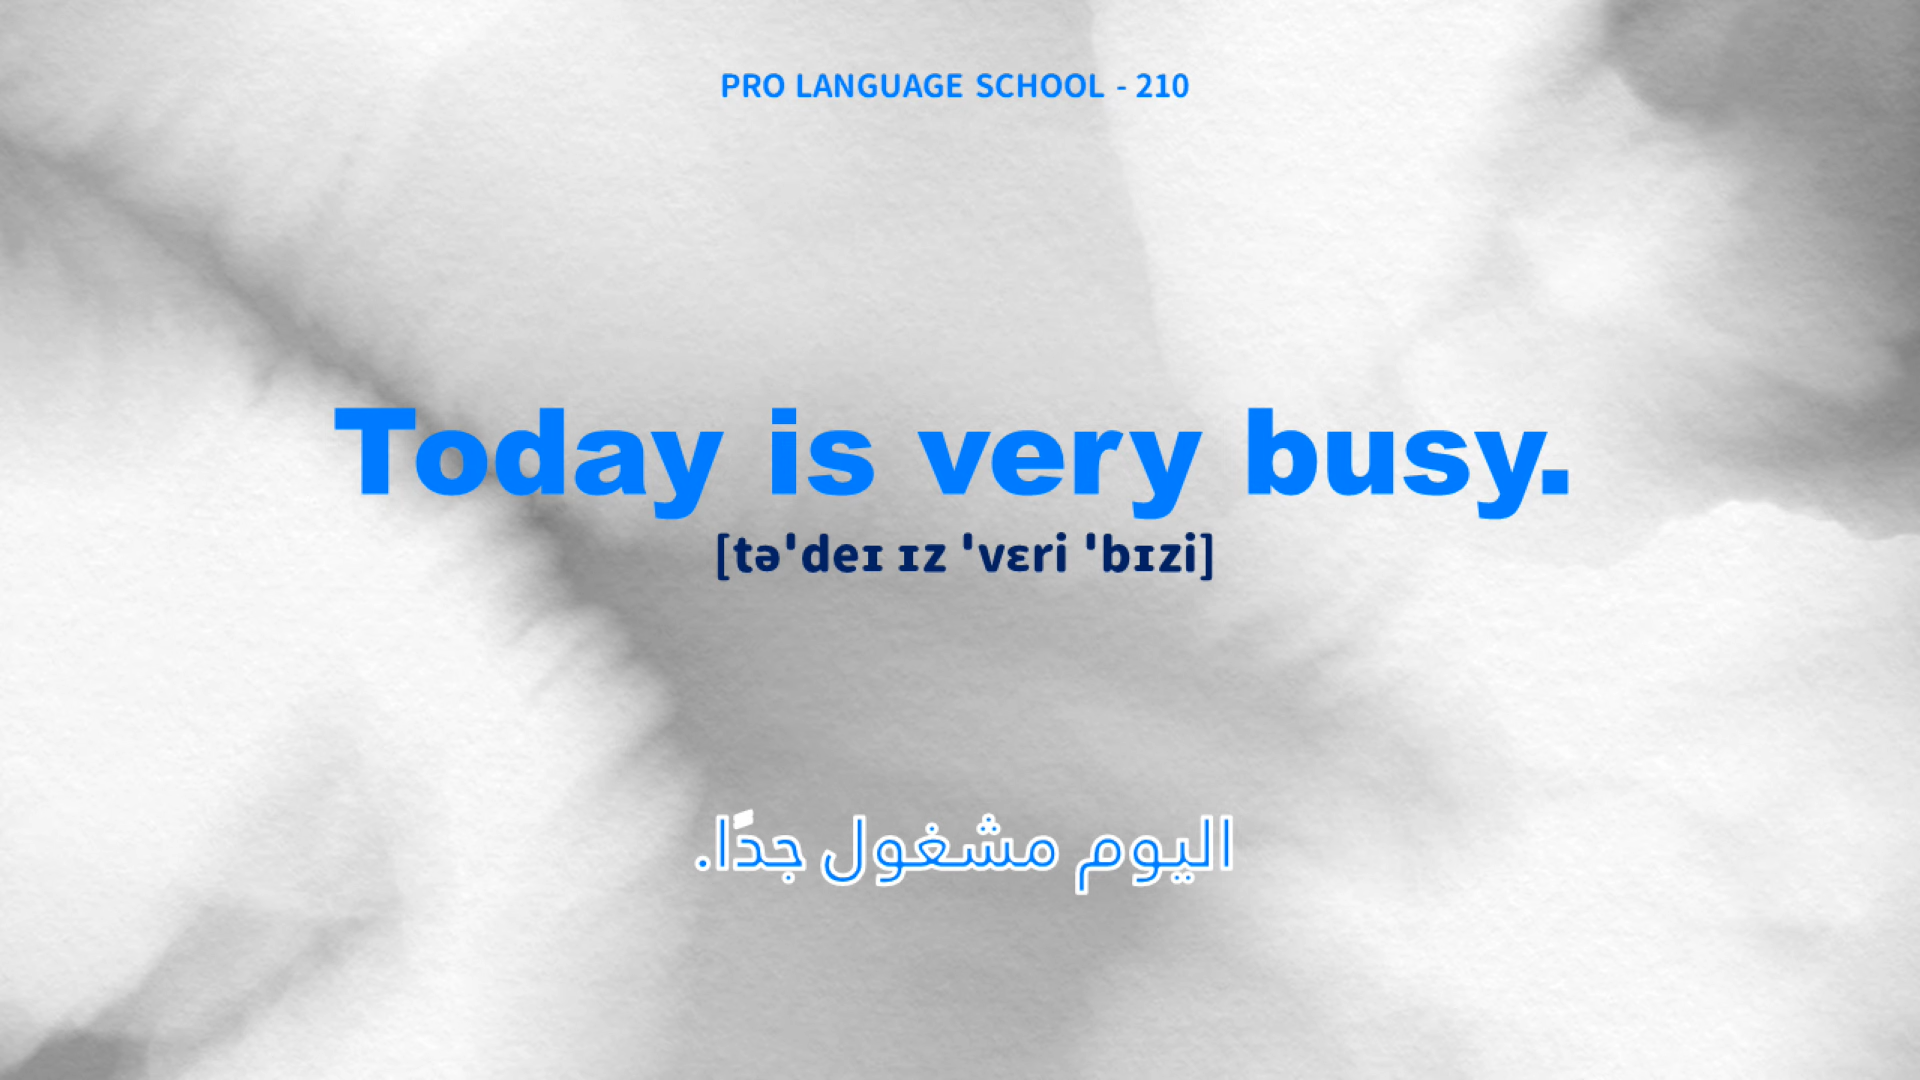 PRO LANGUAGE SCHOOL - 210
Today is very busy.
[təˈdeɪ ɪz ˈvɛri ˈbɪzi]
اليوم مشغول جدًا.